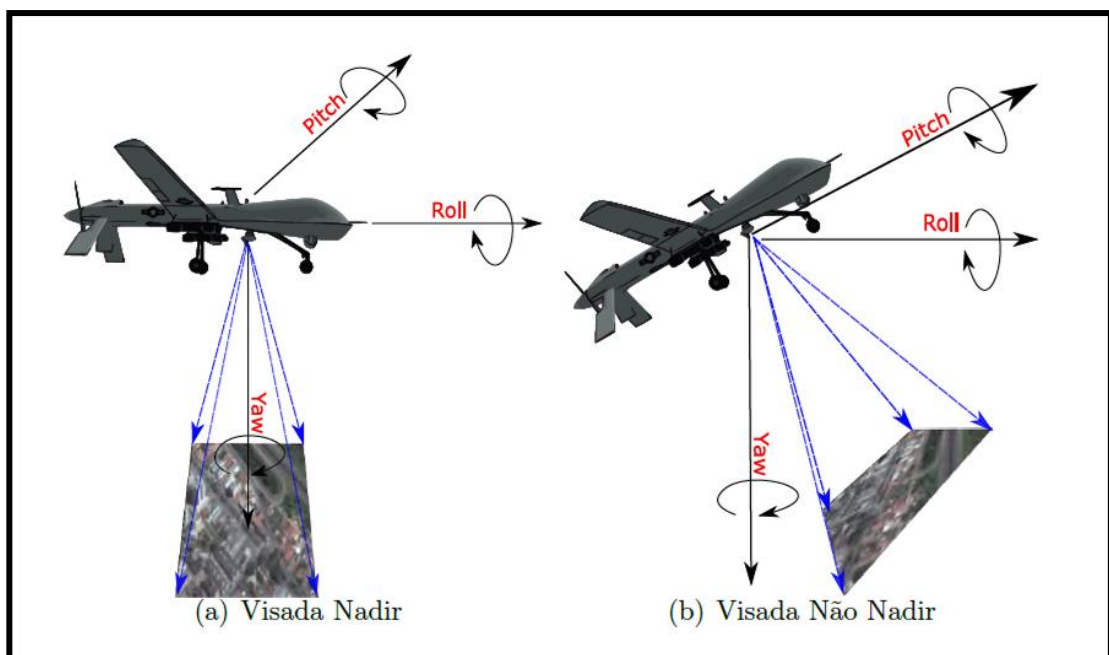 Pitch
Roll
Yaw
(a) Visada Nadir
Pitch
Roll
Yaw
(b) Visada Não Nadir